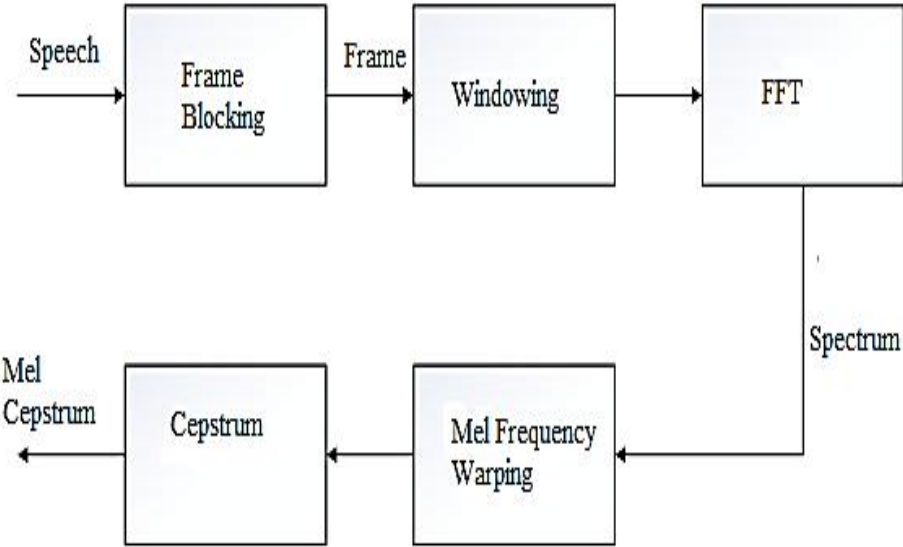 Speech
Frame
Blocking
Frame
Windowing
FFT
Spectrum
Mel Frequency
Warping
Cepstrum
Mel
Cepstrum